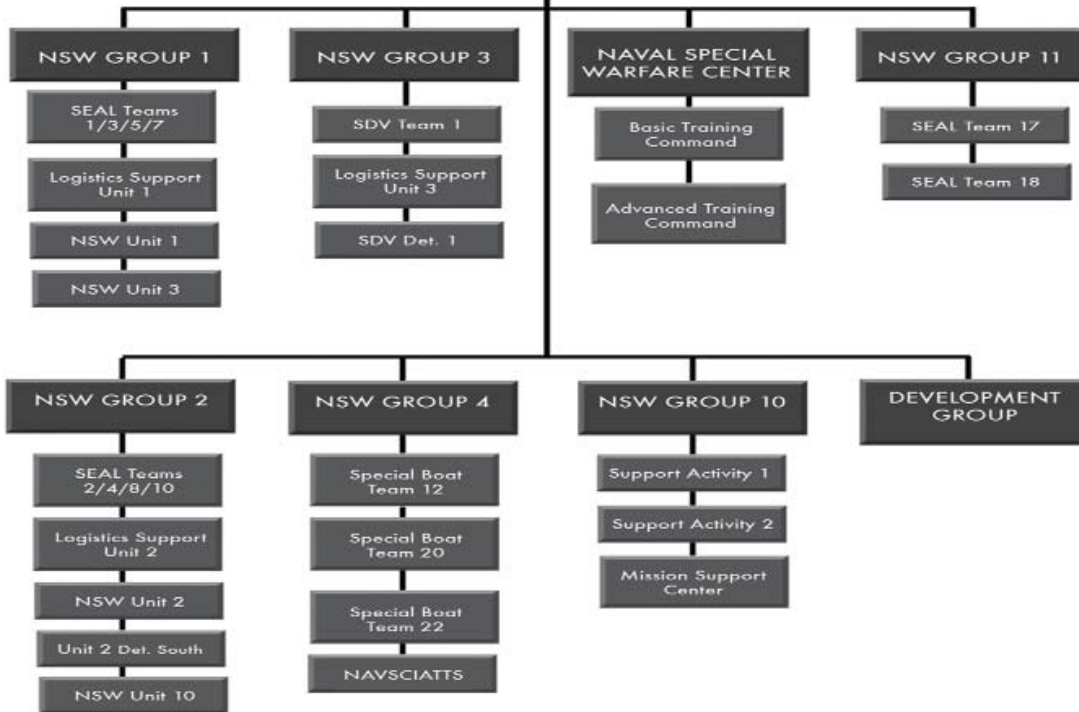 NSW GROUP 1
SEAL Teams
1/3/5/7
Logistics Support
Unit 1
NSW Unit 1
NSW Unit 3
NSW GROUP 3
SDV Team 1
Logistics Support
Unit 3
SDV Det. 1
NAVAL SPECIAL
WARFARE CENTER
Basic Training
Command
Advanced Training
Command
NSW GROUP 11
SEAL Team 17
SEAL Team 18
NSW GROUP 2
SEAL Teams
2/4/8/10
Logistics Support
Unit 2
NSW Unit 2
Unit 2 Det. South
NSW Unit 10
NSW GROUP 4
Special Boat
Team 12
Special Boat
Team 20
Special Boat
Team 22
NAVSCIATTS
NSW GROUP 10
Support Activity 1
Support Activity 2
Mission Support
Center
DEVELOPMENT
GROUP